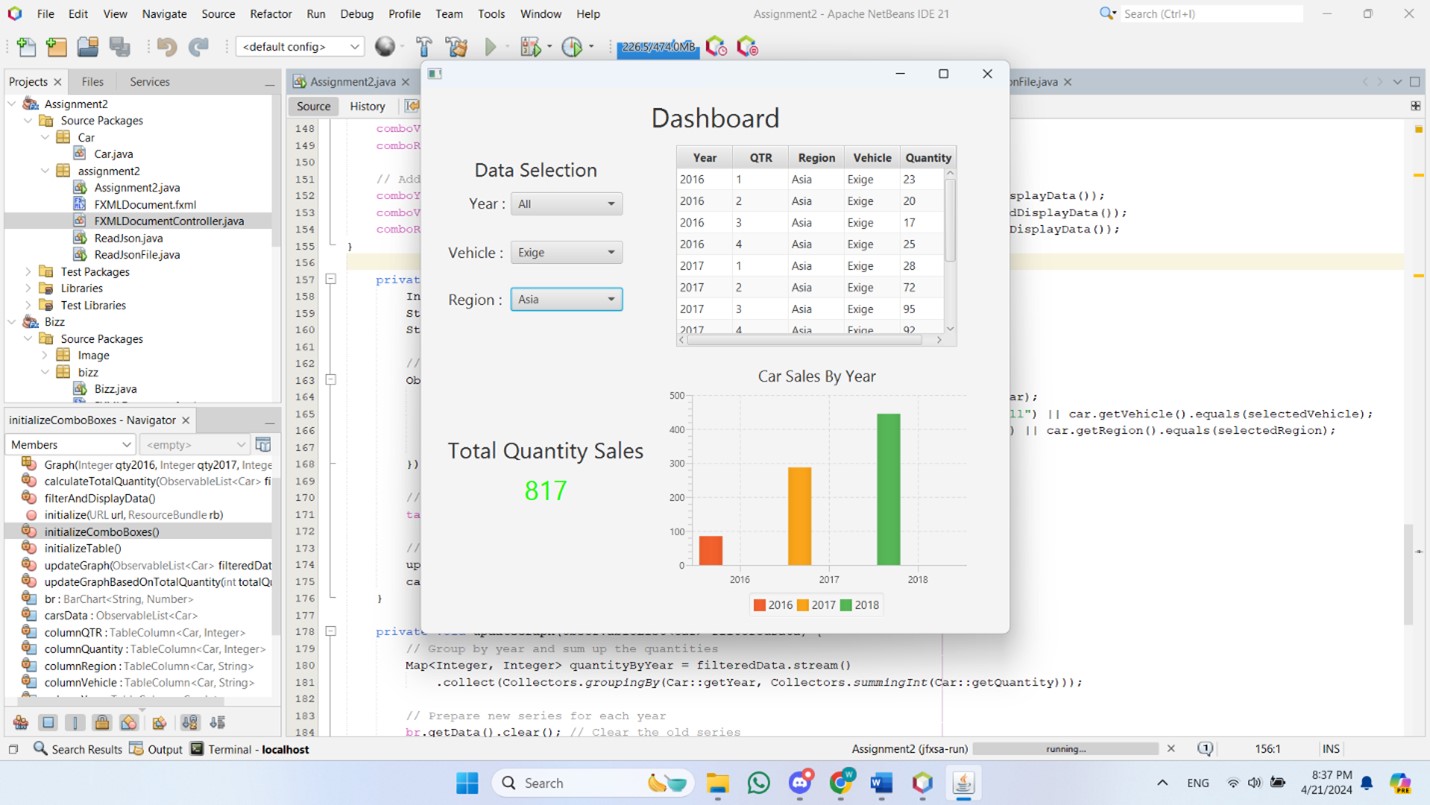 File Edit View Navigate Source Refactor Run Debug Profile Team Tools Window Help
Assignment2 - Apache NetBeans IDE 21
Search (Ctrl+I)
<default config>
226.5/474.0MB
Projects Files Services
Assignment2
Source Packages
Car
Car.java
assignment2
Assignment2.java
FXMLDocument.fxml
FXMLDocumentController.java
ReadJson.java
ReadJsonFile.java
Test Packages
Libraries
Test Libraries
Bizz
Source Packages
Image
bizz
Bizz.java
initializeComboBoxes - Navigator
Members
<empty>
Graph(Integer qty2016, Integer qty2017, Intege
calculateTotalQuantity(ObservableList<Car> fi
filterAndDisplayData()
initialize(URL url, ResourceBundle rb)
initializeComboBoxes()
initializeTable()
updateGraph(ObservableList<Car> filteredDat
updateGraphBasedOnTotalQuantity(int totalQu
br : BarChart<String, Number>
carsData : ObservableList<Car>
columnQTR : TableColumn<Car, Integer>
columnQuantity : TableColumn<Car, Integer>
columnRegion : TableColumn<Car, String>
columnVehicle : TableColumn<Car, String>
Assignment2.java
onFile.java
Source History
148 comboV
149 comboR
150
151 // Add
152 comboY splayData());
153 comboV dDisplayData());
154 comboR DisplayData());
155 }
156
157 privat
158 In
159 St
160 St
161
162 //
163 Ob
164 ar);
165 ll") || car.getVehicle().equals(selectedVehicle);
166 ) || car.getRegion().equals(selectedRegion);
167
168 })
169
170 //
171 ta
172
173 //
174 up
175 ca
176 }
177
178 private void updateGraph(ObservableList<Car> filteredData) {
179 // Group by year and sum up the quantities
180 Map<Integer, Integer> quantityByYear = filteredData.stream()
181 .collect(Collectors.groupingBy(Car::getYear, Collectors.summingInt(Car::getQuantity)));
182
183 // Prepare new series for each year
184 br.getData().clear(); // Clear the old series
Dashboard
Data Selection
Year : All
Vehicle : Exige
Region : Asia
Total Quantity Sales
817
Year QTR Region Vehicle Quantity
2016 1 Asia Exige 23
2016 2 Asia Exige 20
2016 3 Asia Exige 17
2016 4 Asia Exige 25
2017 1 Asia Exige 28
2017 2 Asia Exige 72
2017 3 Asia Exige 95
2017 4 Asia Exige 92
Car Sales By Year
500
400
300
200
100
0
2016 2017 2018
2016 2017 2018
Search Results Output Terminal - localhost
Assignment2 (jfxsa-run) running... 1 156:1 INS
Search
W
ENG
8:37 PM
4/21/2024
PRE